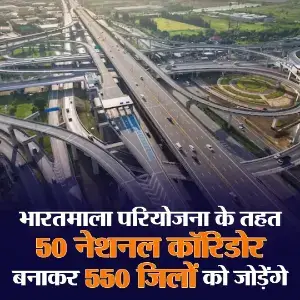 भारतमाला परियोजना के तहत
50 नेशनल कॉरिडोर
बनाकर 550 जिलों को जोड़ेंगे